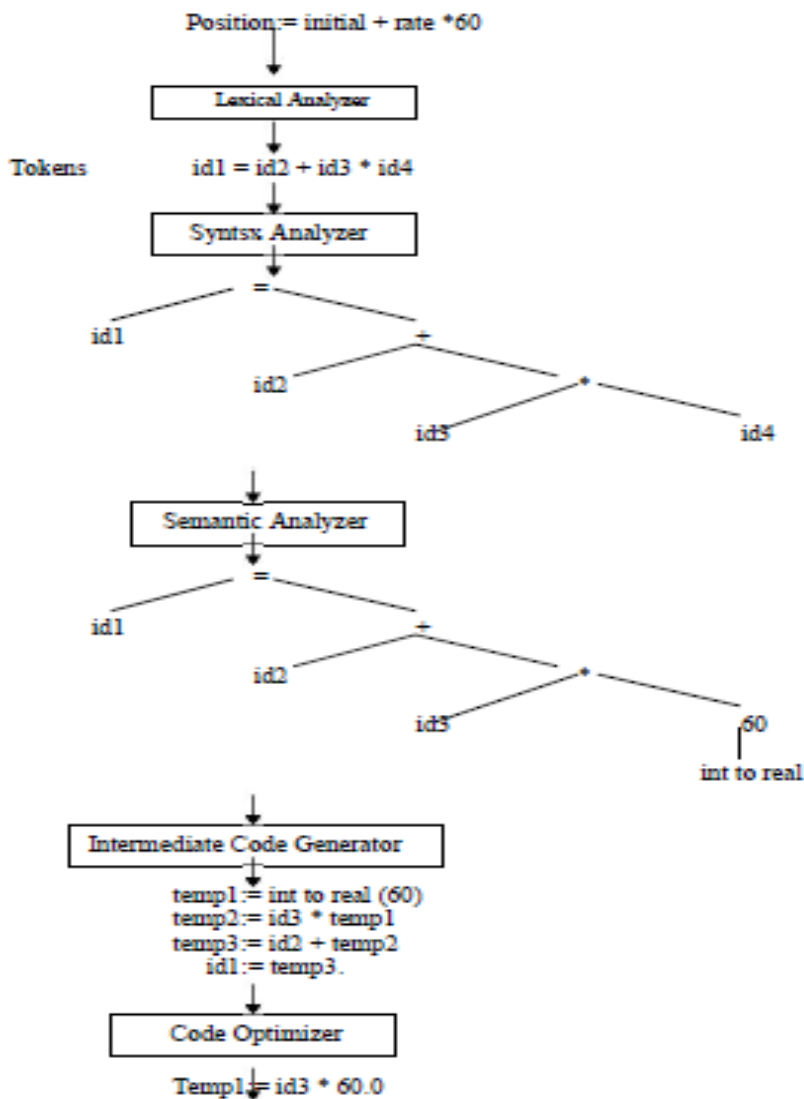 Position:= initial + rate *60
Lexical Analyzer
Tokens id1 = id2 + id3 * id4
Syntsx Analyzer
=
id1 +
id2 *
id3 id4
Semantic Analyzer
=
id1 +
id2 *
id3 60
int to real
Intermediate Code Generator
temp1:= int to real (60)
temp2:= id3 * temp1
temp3:= id2 + temp2
id1:= temp3.
Code Optimizer
Temp1:= id3 * 60.0